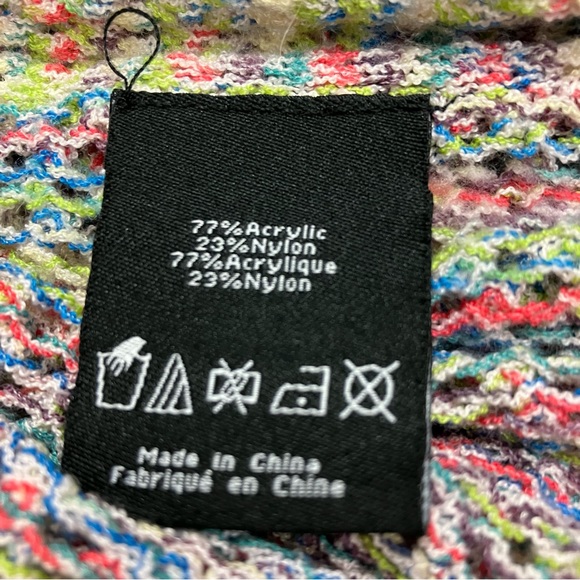 77%Acrylic
23%Nylon
77%Acrylique
23%Nylon
Made in China
Fabriqué en Chine